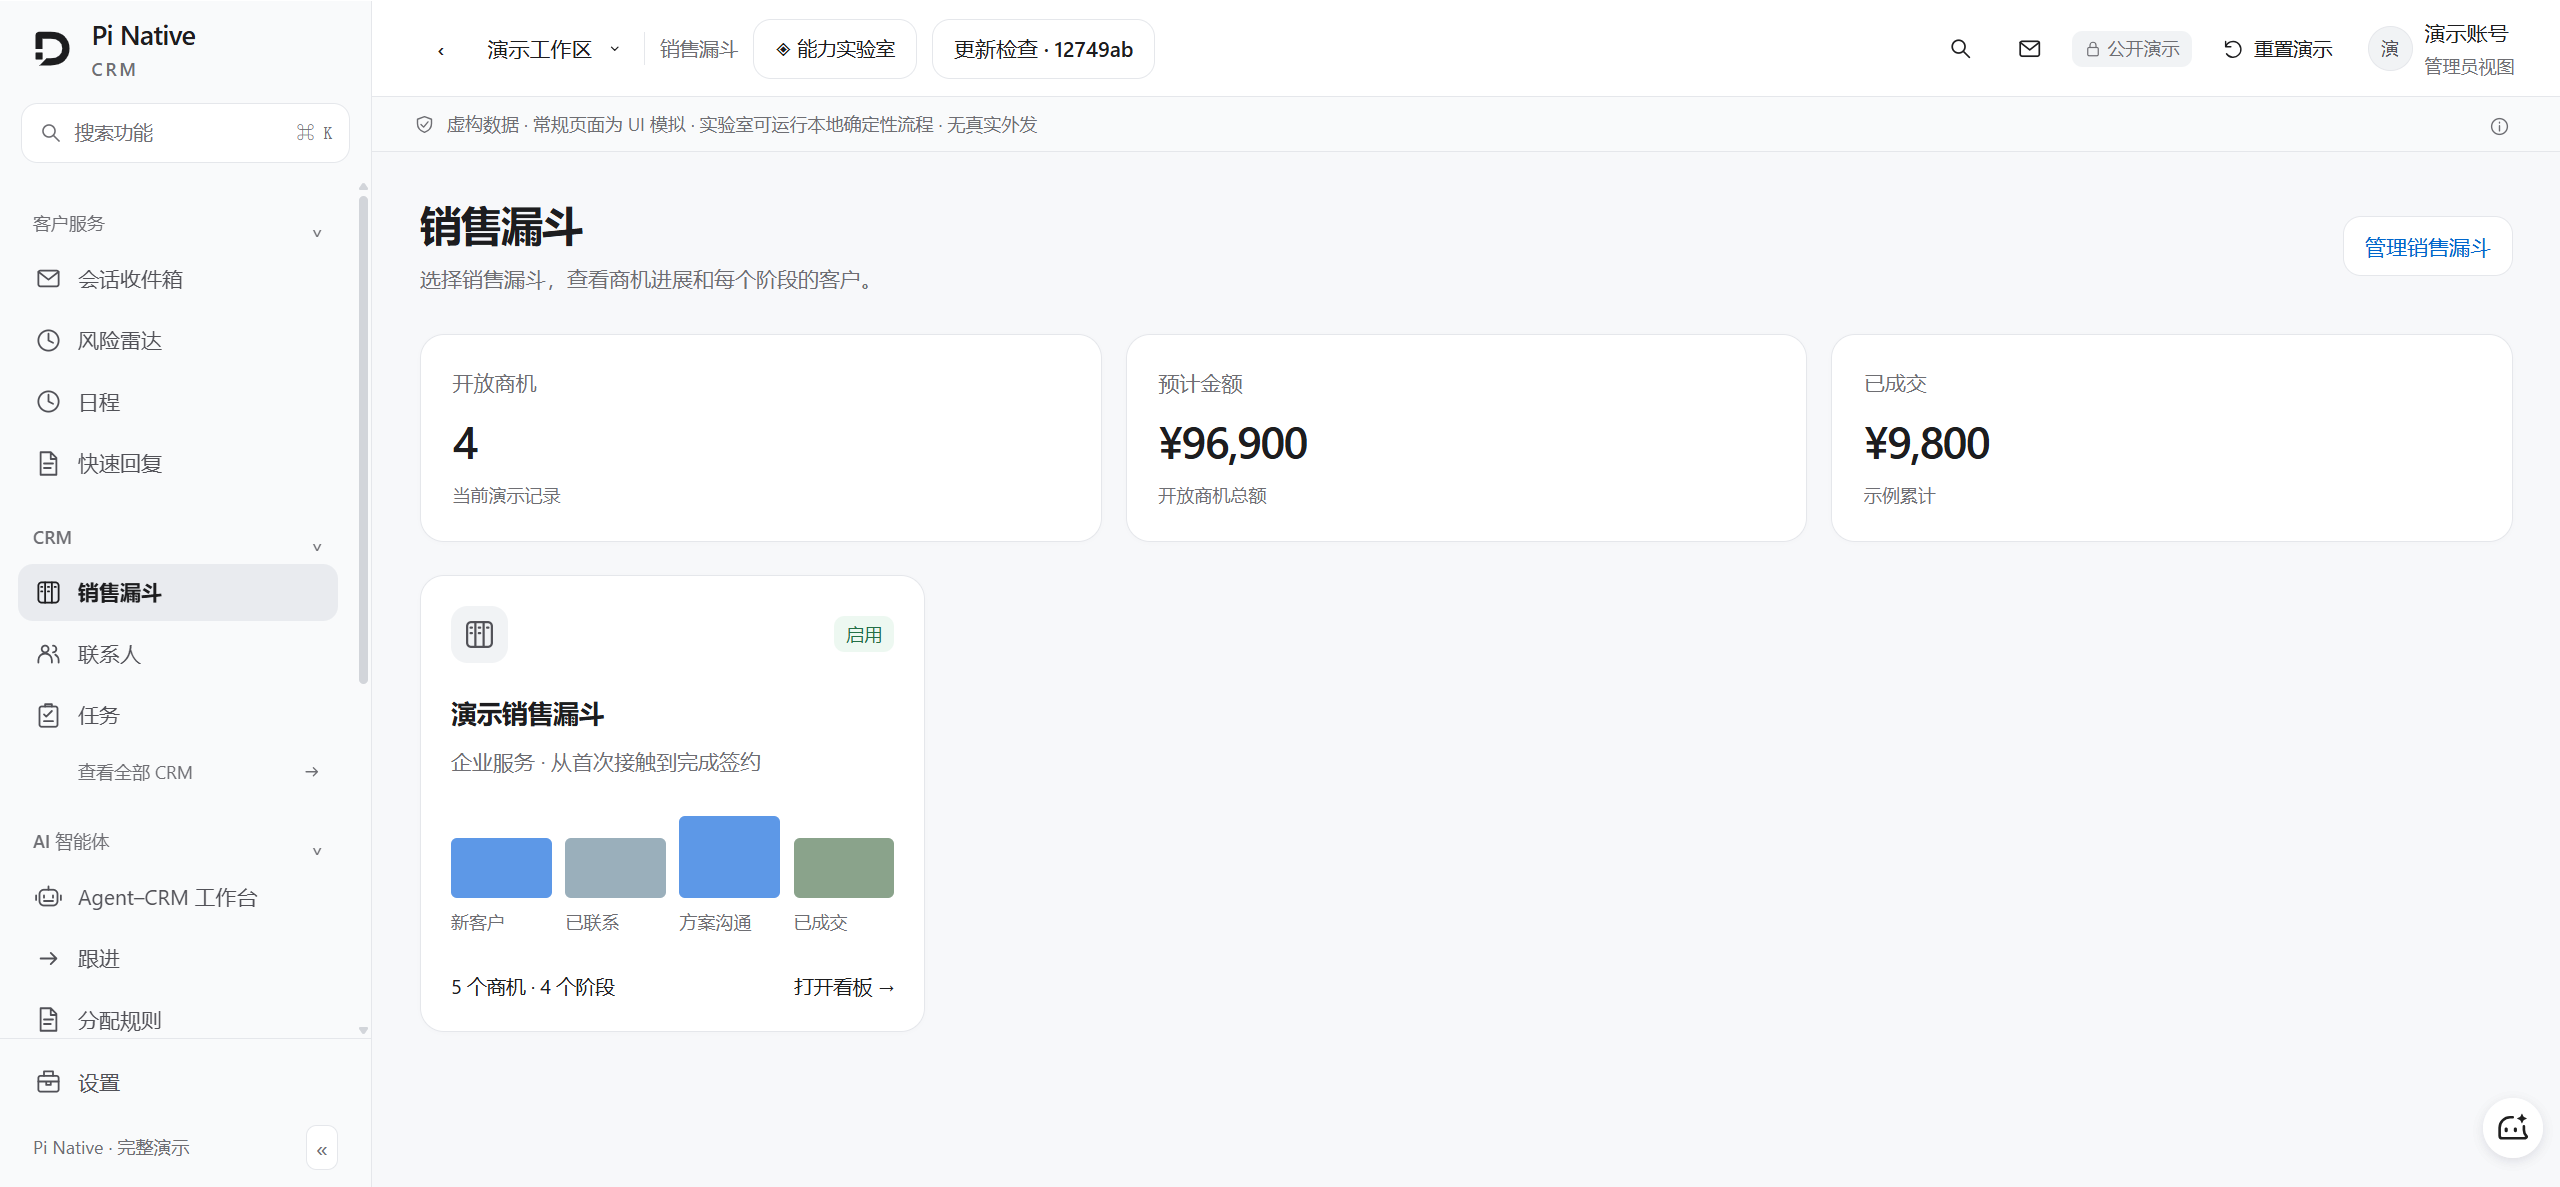 Pi Native
CRM
搜索功能
⌘ K
客户服务
会话收件箱
风险雷达
日程
快速回复
CRM
销售漏斗
联系人
任务
查看全部 CRM →
AI 智能体
Agent–CRM 工作台
跟进
分配规则
设置
Pi Native · 完整演示
«
‹
演示工作区
销售漏斗
◈ 能力实验室
更新检查 · 12749ab
公开演示
重置演示
演
演示账号
管理员视图
虚构数据 · 常规页面为 UI 模拟 · 实验室可运行本地确定性流程 · 无真实外发
销售漏斗
选择销售漏斗，查看商机进展和每个阶段的客户。
管理销售漏斗
开放商机
4
当前演示记录
预计金额
¥96,900
开放商机总额
已成交
¥9,800
示例累计
启用
演示销售漏斗
企业服务 · 从首次接触到完成签约
新客户
已联系
方案沟通
已成交
5 个商机 · 4 个阶段
打开看板 →